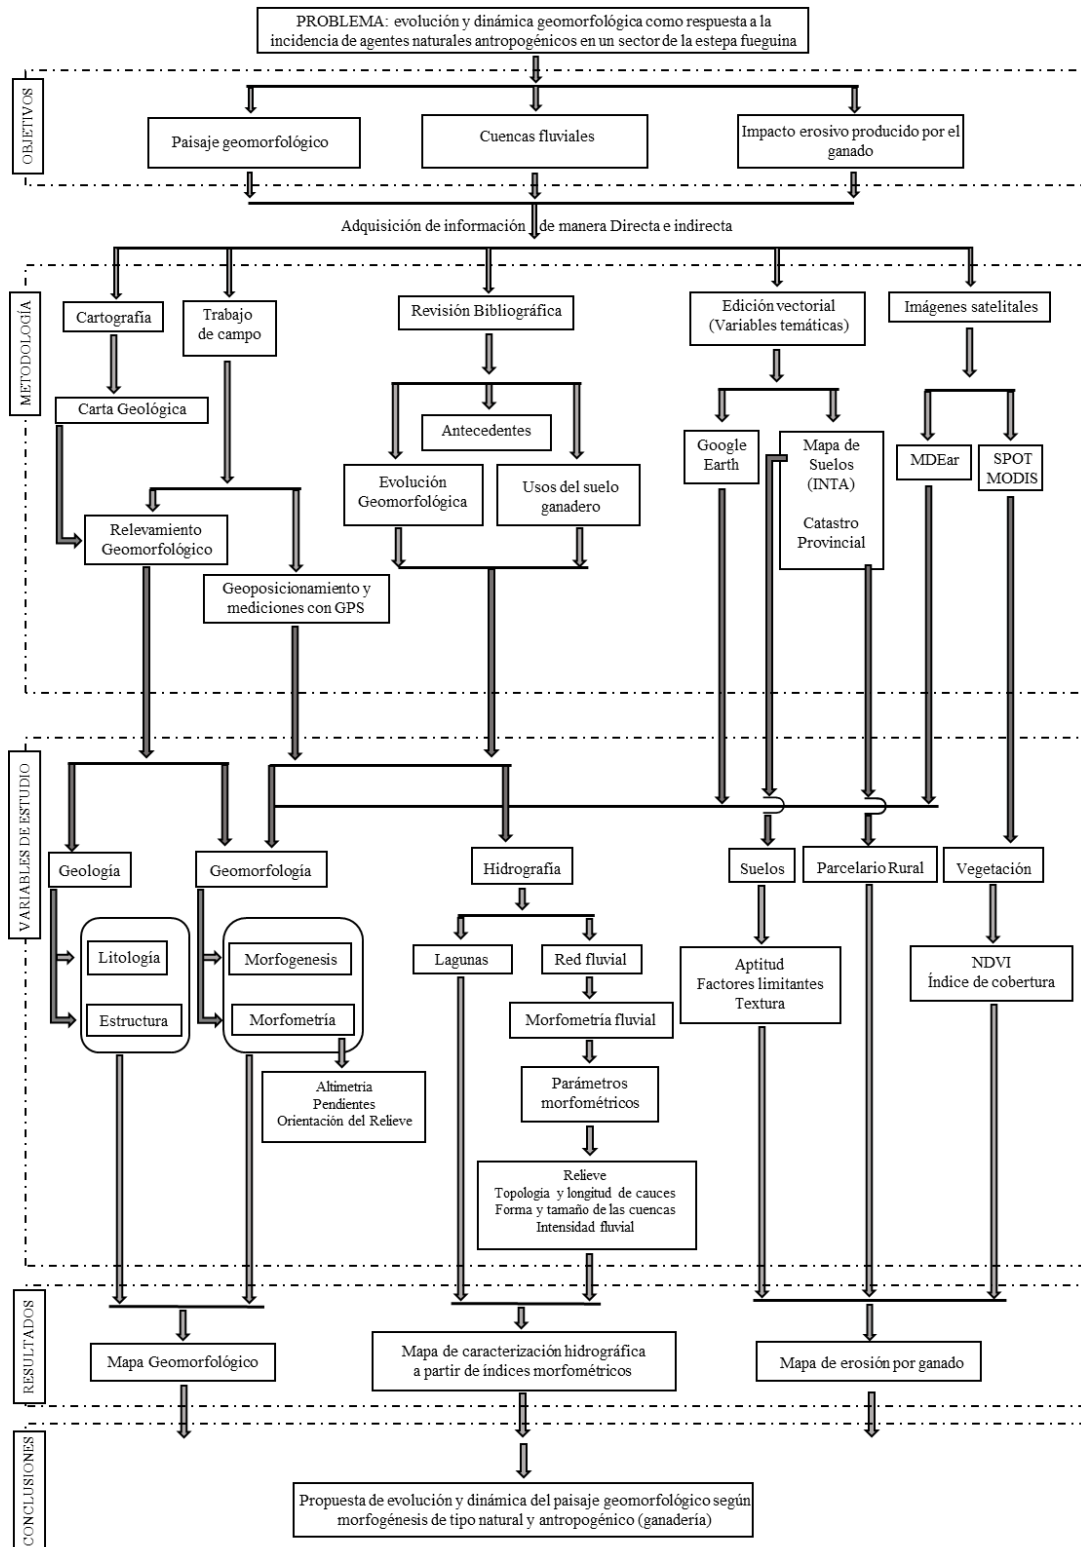 PROBLEMA: evolución y dinámica geomorfológica como respuesta a la
incidencia de agentes naturales antropogénicos en un sector de la estepa fueguina
OBJETIVOS
Paisaje geomorfológico
Cuencas fluviales
Impacto erosivo producido por el
ganado
Adquisición de información de manera Directa e indirecta
METODOLOGÍA
Cartografía
Trabajo
de campo
Revisión Bibliográfica
Edición vectorial
(Variables temáticas)
Imágenes satelitales
Carta Geológica
Antecedentes
Google
Earth
Mapa de
Suelos
(INTA)
Catastro
Provincial
MDEar
SPOT
MODIS
Evolución
Geomorfológica
Usos del suelo
ganadero
Relevamiento
Geomorfológico
Geoposicionamiento y
mediciones con GPS
VARIABLES DE ESTUDIO
Geología
Geomorfología
Hidrografía
Suelos
Parcelario Rural
Vegetación
Litología
Estructura
Morfogenesis
Morfometría
Altimetría
Pendientes
Orientación del Relieve
Lagunas
Red fluvial
Morfometría fluvial
Parámetros
morfométricos
Relieve
Topología y longitud de cauces
Forma y tamaño de las cuencas
Intensidad fluvial
Aptitud
Factores limitantes
Textura
NDVI
Índice de cobertura
RESULTADOS
Mapa Geomorfológico
Mapa de caracterización hidrográfica
a partir de índices morfométricos
Mapa de erosión por ganado
CONCLUSIONES
Propuesta de evolución y dinámica del paisaje geomorfológico según
morfogénesis de tipo natural y antropogénico (ganadería)